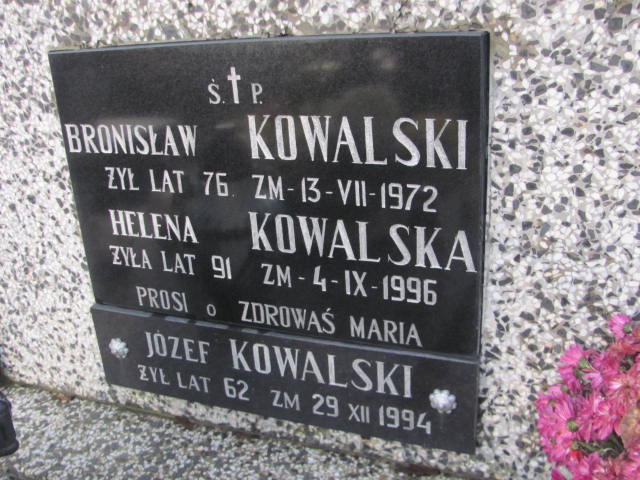 Ś. † P.
BRONISŁAW KOWALSKI
ŻYŁ LAT 76 ZM-13-VII-1972
HELENA KOWALSKA
ŻYŁA LAT 91 ZM-4-IX-1996
PROSI o ZDROWAŚ MARIA
JÓZEF KOWALSKI
ŻYŁ LAT 62 ZM 29 XII 1994